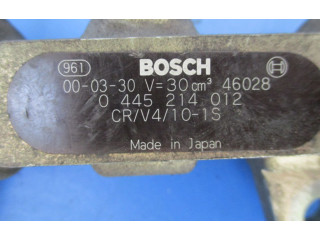 961 BOSCH
00-03-30 V=30cm³ 46028
0 445 214 012
CR/V4/10-1S
Made in Japan